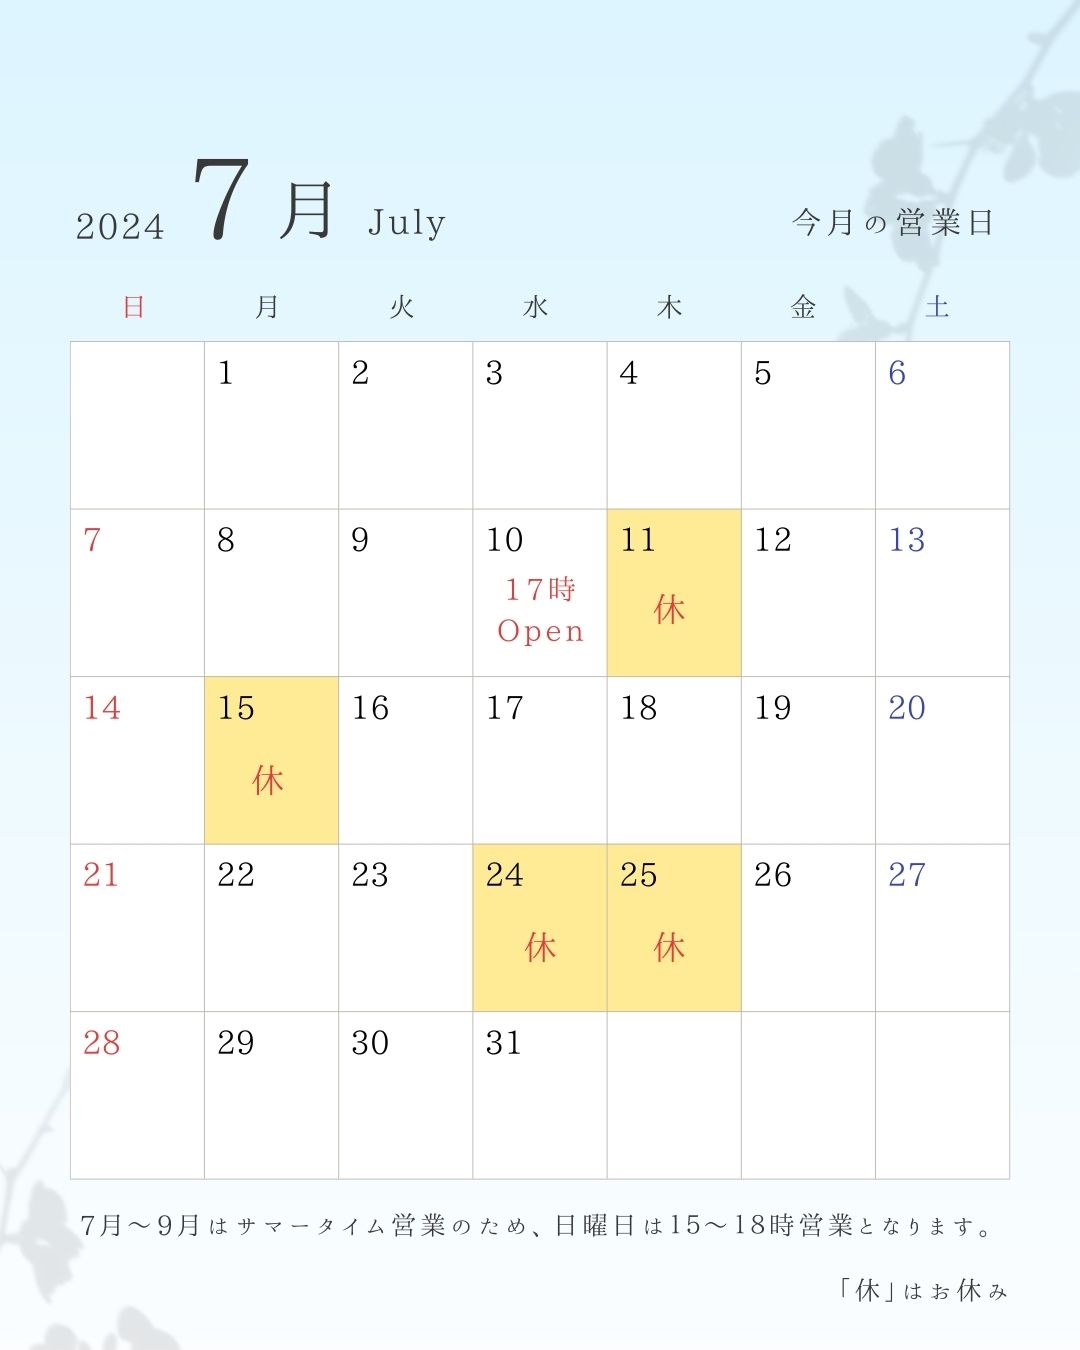 2024 7月 July 今月の営業日
日 月 火 水 木 金 土
1 2 3 4 5 6
7 8 9 10 11 12 13
17時
Open
休
14 15 16 17 18 19 20
休
21 22 23 24 25 26 27
休 休
28 29 30 31
7月～9月はサマータイム営業のため、日曜日は15～18時営業となります。
「休」はお休み